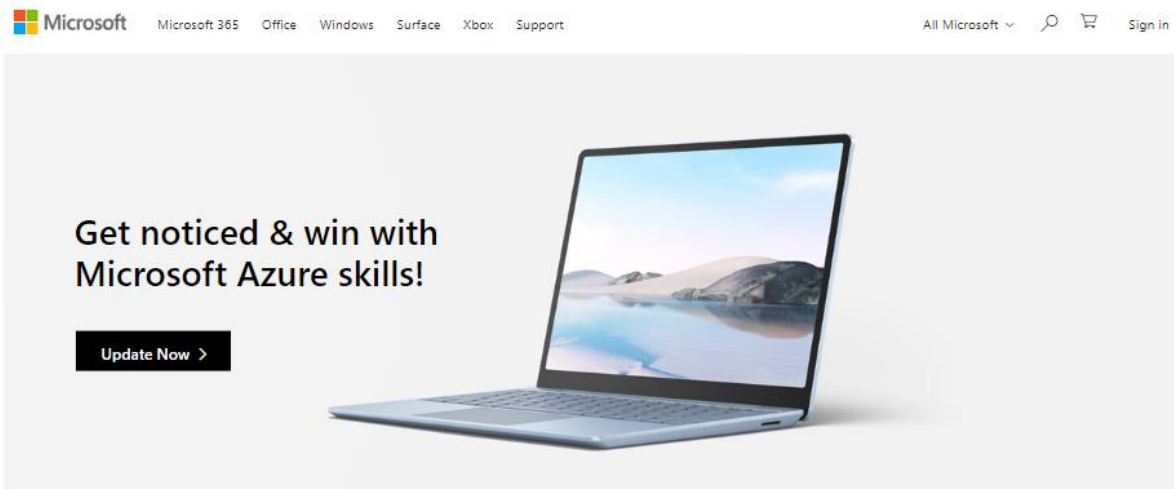 Microsoft Microsoft 365 Office Windows Surface Xbox Support All Microsoft Sign in
Get noticed & win with
Microsoft Azure skills!
Update Now